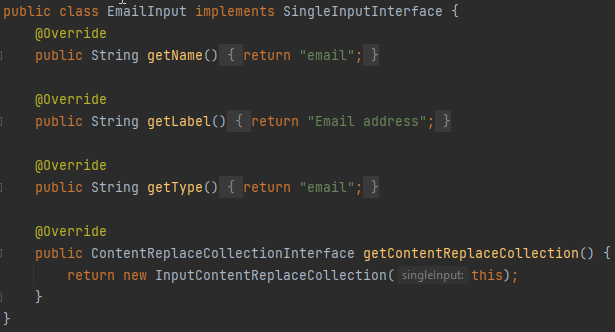 public class EmailInput implements SingleInputInterface {
@Override
public String getName() { return "email"; }
@Override
public String getLabel() { return "Email address"; }
@Override
public String getType() { return "email"; }
@Override
public ContentReplaceCollectionInterface getContentReplaceCollection() {
return new InputContentReplaceCollection( singleInput: this);
}
}